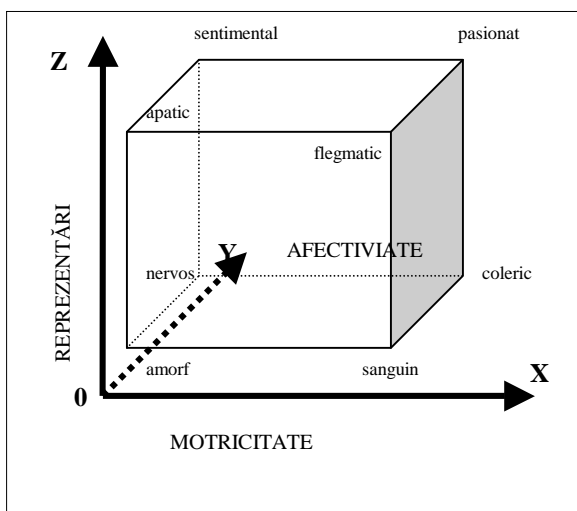 sentimental pasionat
Z
apatic
flegmatic
REPREZENTĂRI
Y AFECTIVIATE
nervos coleric
amorf sanguin X
0
MOTRICITATE